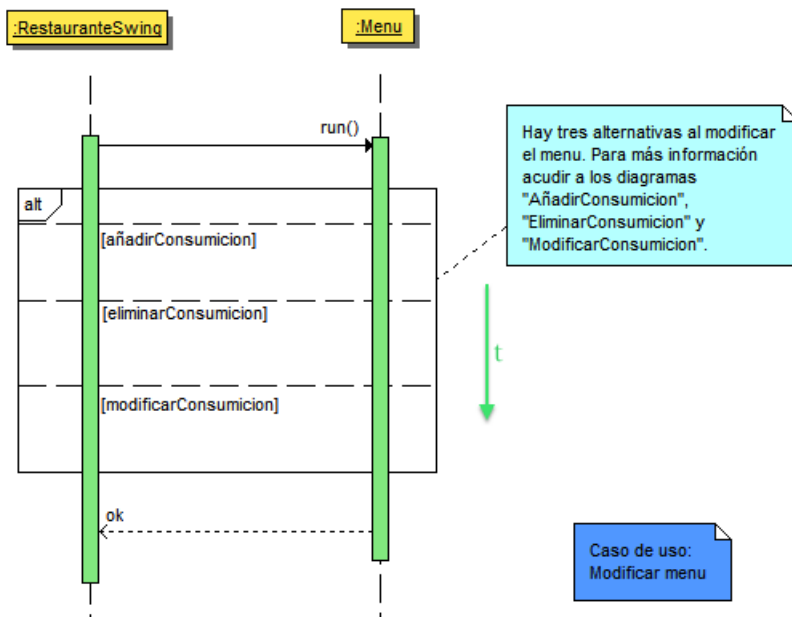 :RestauranteSwing
:Menu
run()
Hay tres alternativas al modificar
el menu. Para más información
acudir a los diagramas
"AñadirConsumicion",
"EliminarConsumicion" y
"ModificarConsumicion".
alt
[añadirConsumicion]
[eliminarConsumicion]
t
[modificarConsumicion]
ok
Caso de uso:
Modificar menu